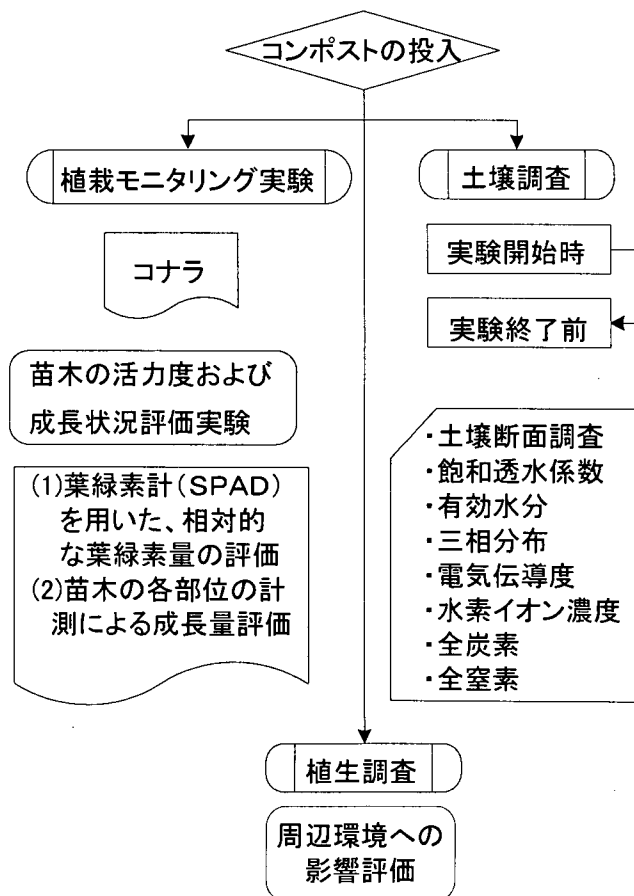 コンポストの投入
植栽モニタリング実験
コナラ
苗木の活力度および
成長状況評価実験
(1)葉緑素計(SPAD)
を用いた、相対的
な葉緑素量の評価
(2)苗木の各部位の計
測による成長量評価
土壌調査
実験開始時
実験終了前
・土壌断面調査
・飽和透水係数
・有効水分
・三相分布
・電気伝導度
・水素イオン濃度
・全炭素
・全窒素
植生調査
周辺環境への
影響評価